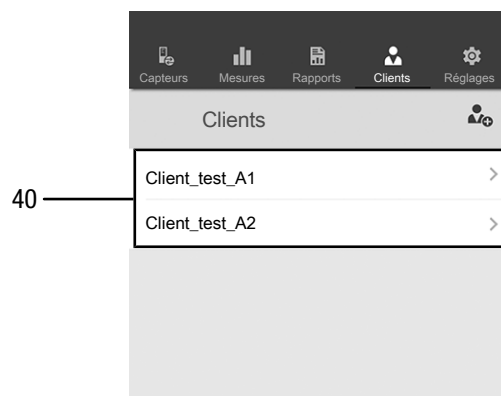 Capteurs Mesures Rapports Clients Réglages
Clients
Client_test_A1
40
Client_test_A2